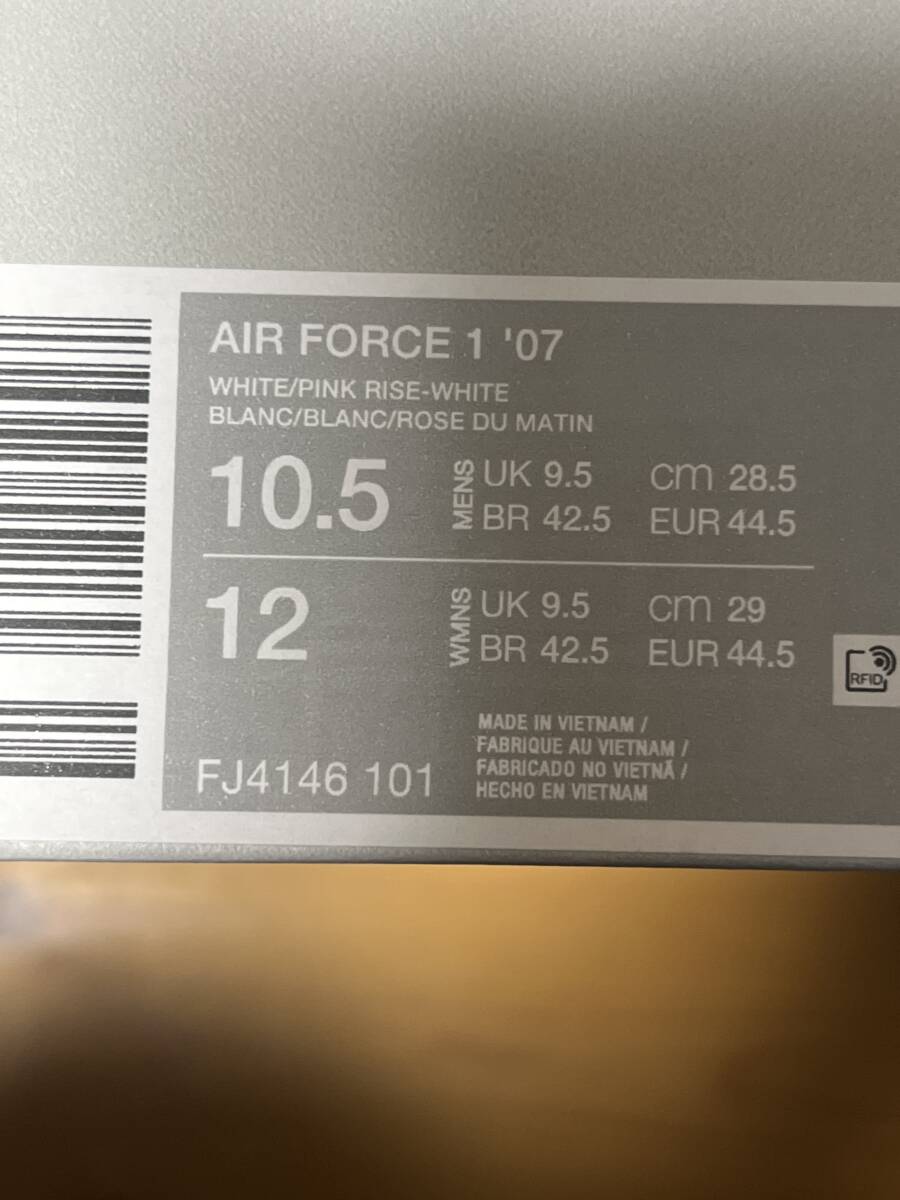 AIR FORCE 1 '07
WHITE/PINK RISE-WHITE
BLANC/BLANC/ROSE DU MATIN
10.5 MENS UK 9.5 cm 28.5
BR 42.5 EUR 44.5
12 WMNS UK 9.5 cm 29
BR 42.5 EUR 44.5
RFID
MADE IN VIETNAM /
FABRIQUE AU VIETNAM /
FABRICADO NO VIETNÃ /
HECHO EN VIETNAM
FJ4146 101